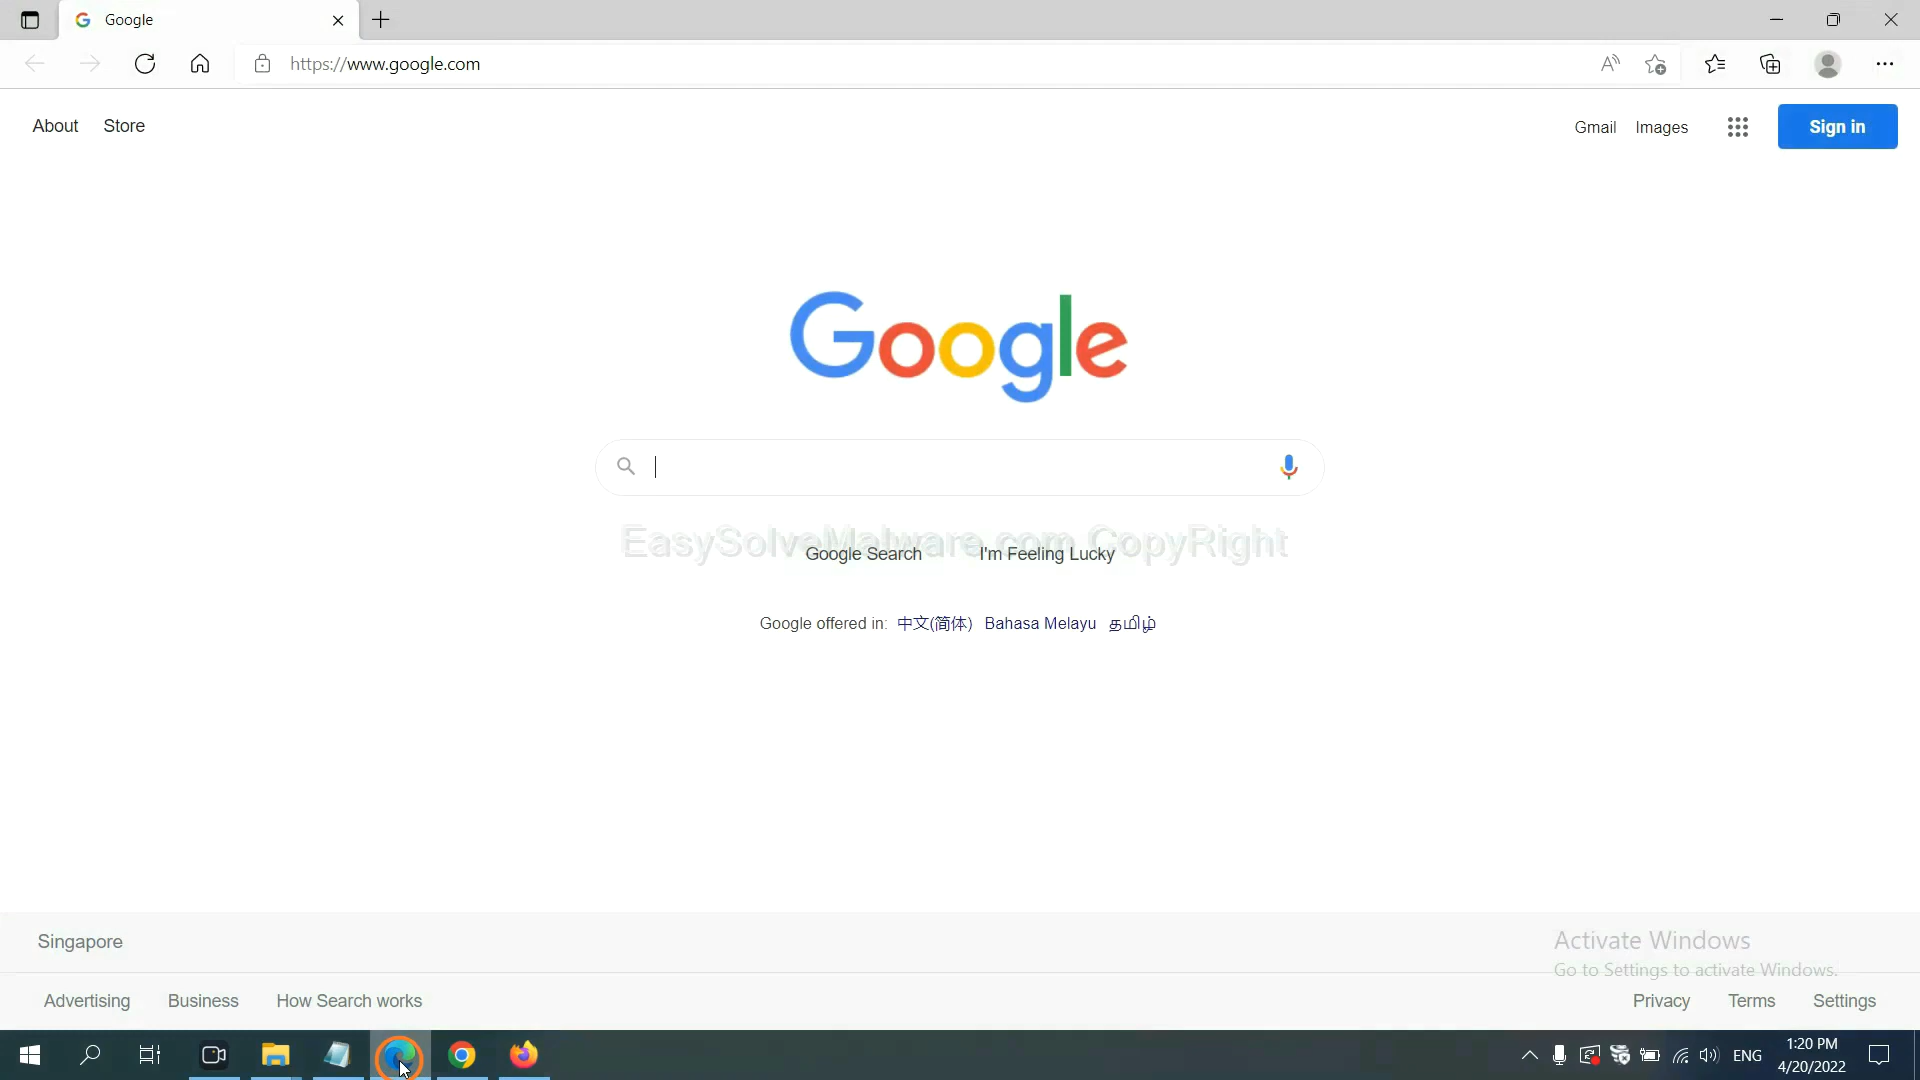 Google
https://www.google.com
About Store
Gmail Images Sign in
Google
EasySolveMalware.com CopyRight
Google Search I'm Feeling Lucky
Google offered in: 中文(简体) Bahasa Melayu தமிழ்
Singapore
Activate Windows
Go to Settings to activate Windows.
Advertising Business How Search works
Privacy Terms Settings
ENG
1:20 PM
4/20/2022